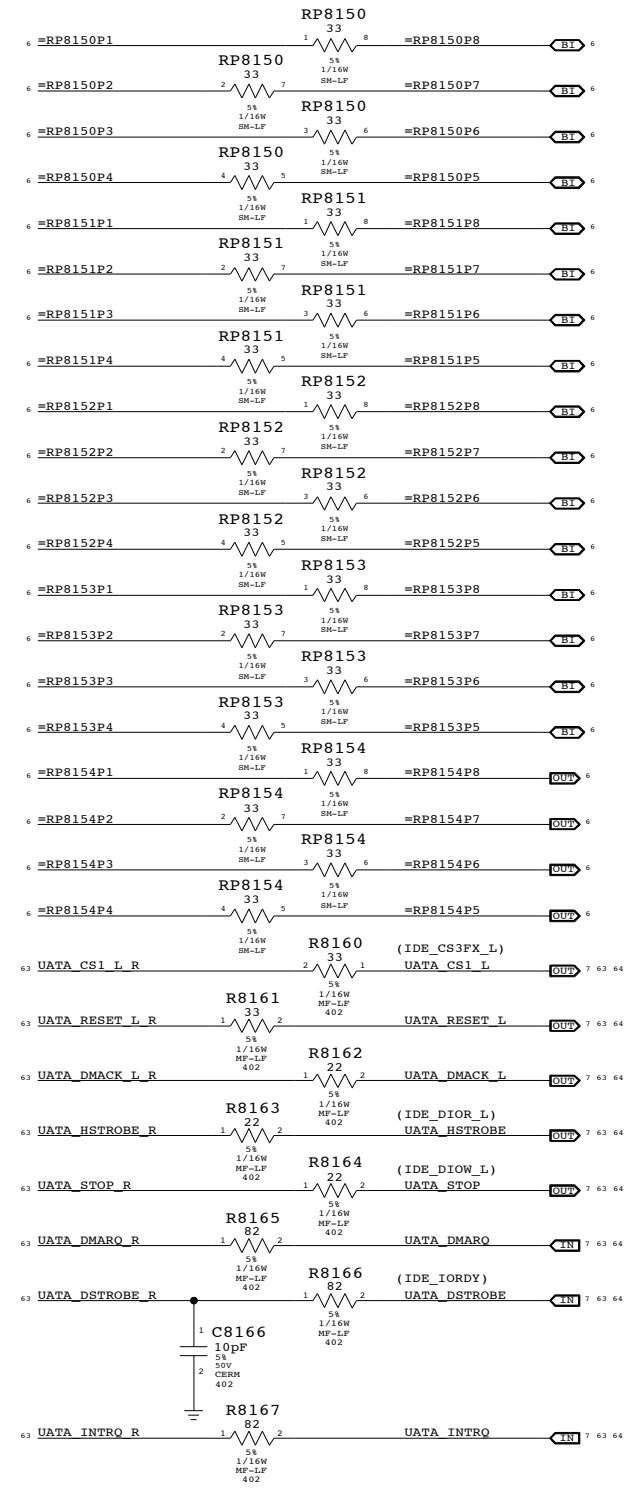 RP8150
33
6 =RP8150P1 1 8 =RP8150P8 BI 6
5%
1/16W
SM-LF
RP8150
33
6 =RP8150P2 2 7 =RP8150P7 BI 6
5%
1/16W
SM-LF
RP8150
33
6 =RP8150P3 3 6 =RP8150P6 BI 6
5%
1/16W
SM-LF
RP8150
33
6 =RP8150P4 4 5 =RP8150P5 BI 6
5%
1/16W
SM-LF
RP8151
33
6 =RP8151P1 1 8 =RP8151P8 BI 6
5%
1/16W
SM-LF
RP8151
33
6 =RP8151P2 2 7 =RP8151P7 BI 6
5%
1/16W
SM-LF
RP8151
33
6 =RP8151P3 3 6 =RP8151P6 BI 6
5%
1/16W
SM-LF
RP8151
33
6 =RP8151P4 4 5 =RP8151P5 BI 6
5%
1/16W
SM-LF
RP8152
33
6 =RP8152P1 1 8 =RP8152P8 BI 6
5%
1/16W
SM-LF
RP8152
33
6 =RP8152P2 2 7 =RP8152P7 BI 6
5%
1/16W
SM-LF
RP8152
33
6 =RP8152P3 3 6 =RP8152P6 BI 6
5%
1/16W
SM-LF
RP8152
33
6 =RP8152P4 4 5 =RP8152P5 BI 6
5%
1/16W
SM-LF
RP8153
33
6 =RP8153P1 1 8 =RP8153P8 BI 6
5%
1/16W
SM-LF
RP8153
33
6 =RP8153P2 2 7 =RP8153P7 BI 6
5%
1/16W
SM-LF
RP8153
33
6 =RP8153P3 3 6 =RP8153P6 BI 6
5%
1/16W
SM-LF
RP8153
33
6 =RP8153P4 4 5 =RP8153P5 BI 6
5%
1/16W
SM-LF
RP8154
33
6 =RP8154P1 1 8 =RP8154P8 OUT 6
5%
1/16W
SM-LF
RP8154
33
6 =RP8154P2 2 7 =RP8154P7 OUT 6
5%
1/16W
SM-LF
RP8154
33
6 =RP8154P3 3 6 =RP8154P6 OUT 6
5%
1/16W
SM-LF
RP8154
33
6 =RP8154P4 4 5 =RP8154P5 OUT 6
5%
1/16W
SM-LF
R8160 (IDE_CS3FX_L)
33
63 UATA_CS1_L_R 2 1 UATA_CS1_L OUT 7 63 64
5%
1/16W
MF-LF
402
R8161
33
63 UATA_RESET_L_R 1 2 UATA_RESET_L OUT 7 63 64
5%
1/16W
MF-LF
402
R8162
22
63 UATA_DMACK_L_R 1 2 UATA_DMACK_L OUT 7 63 64
5%
1/16W
MF-LF
402
R8163 (IDE_DIOR_L)
22
63 UATA_HSTROBE_R 1 2 UATA_HSTROBE OUT 7 63 64
5%
1/16W
MF-LF
402
R8164 (IDE_DIOW_L)
22
63 UATA_STOP_R 1 2 UATA_STOP OUT 7 63 64
5%
1/16W
MF-LF
402
R8165
82
63 UATA_DMARQ_R 1 2 UATA_DMARQ IN 7 63 64
5%
1/16W
MF-LF
402
R8166 (IDE_IORDY)
82
63 UATA_DSTROBE_R 1 2 UATA_DSTROBE IN 7 63 64
5%
1/16W
MF-LF
402
1 C8166
10pF
5%
50V
2 CERM
402
R8167
82
63 UATA_INTRQ_R 1 2 UATA_INTRQ IN 7 63 64
5%
1/16W
MF-LF
402